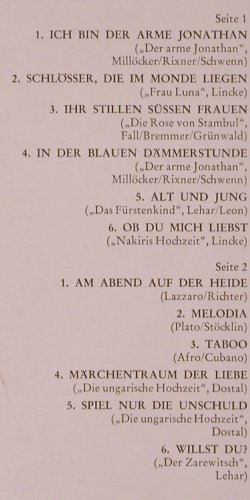 Seite 1
1. ICH BIN DER ARME JONATHAN
(„Der arme Jonathan",
Millöcker/Rixner/Schwenn)
2. SCHLÖSSER, DIE IM MONDE LIEGEN
(„Frau Luna", Lincke)
3. IHR STILLEN SÜSSEN FRAUEN
(„Die Rose von Stambul",
Fall/Bremmer/Grünwald)
4. IN DER BLAUEN DÄMMERSTUNDE
(„Der arme Jonathan",
Millöcker/Rixner/Schwenn)
5. ALT UND JUNG
(„Das Fürstenkind", Lehar/Leon)
6. OB DU MICH LIEBST
(„Nakiris Hochzeit", Lincke)
Seite 2
1. AM ABEND AUF DER HEIDE
(Lazzaro/Richter)
2. MELODIA
(Plato/Stöcklin)
3. TABOO
(Afro/Cubano)
4. MÄRCHENTRAUM DER LIEBE
(„Die ungarische Hochzeit", Dostal)
5. SPIEL NUR DIE UNSCHULD
(„Die ungarische Hochzeit",
Dostal)
6. WILLST DU?
(„Der Zarewitsch",
Lehar)